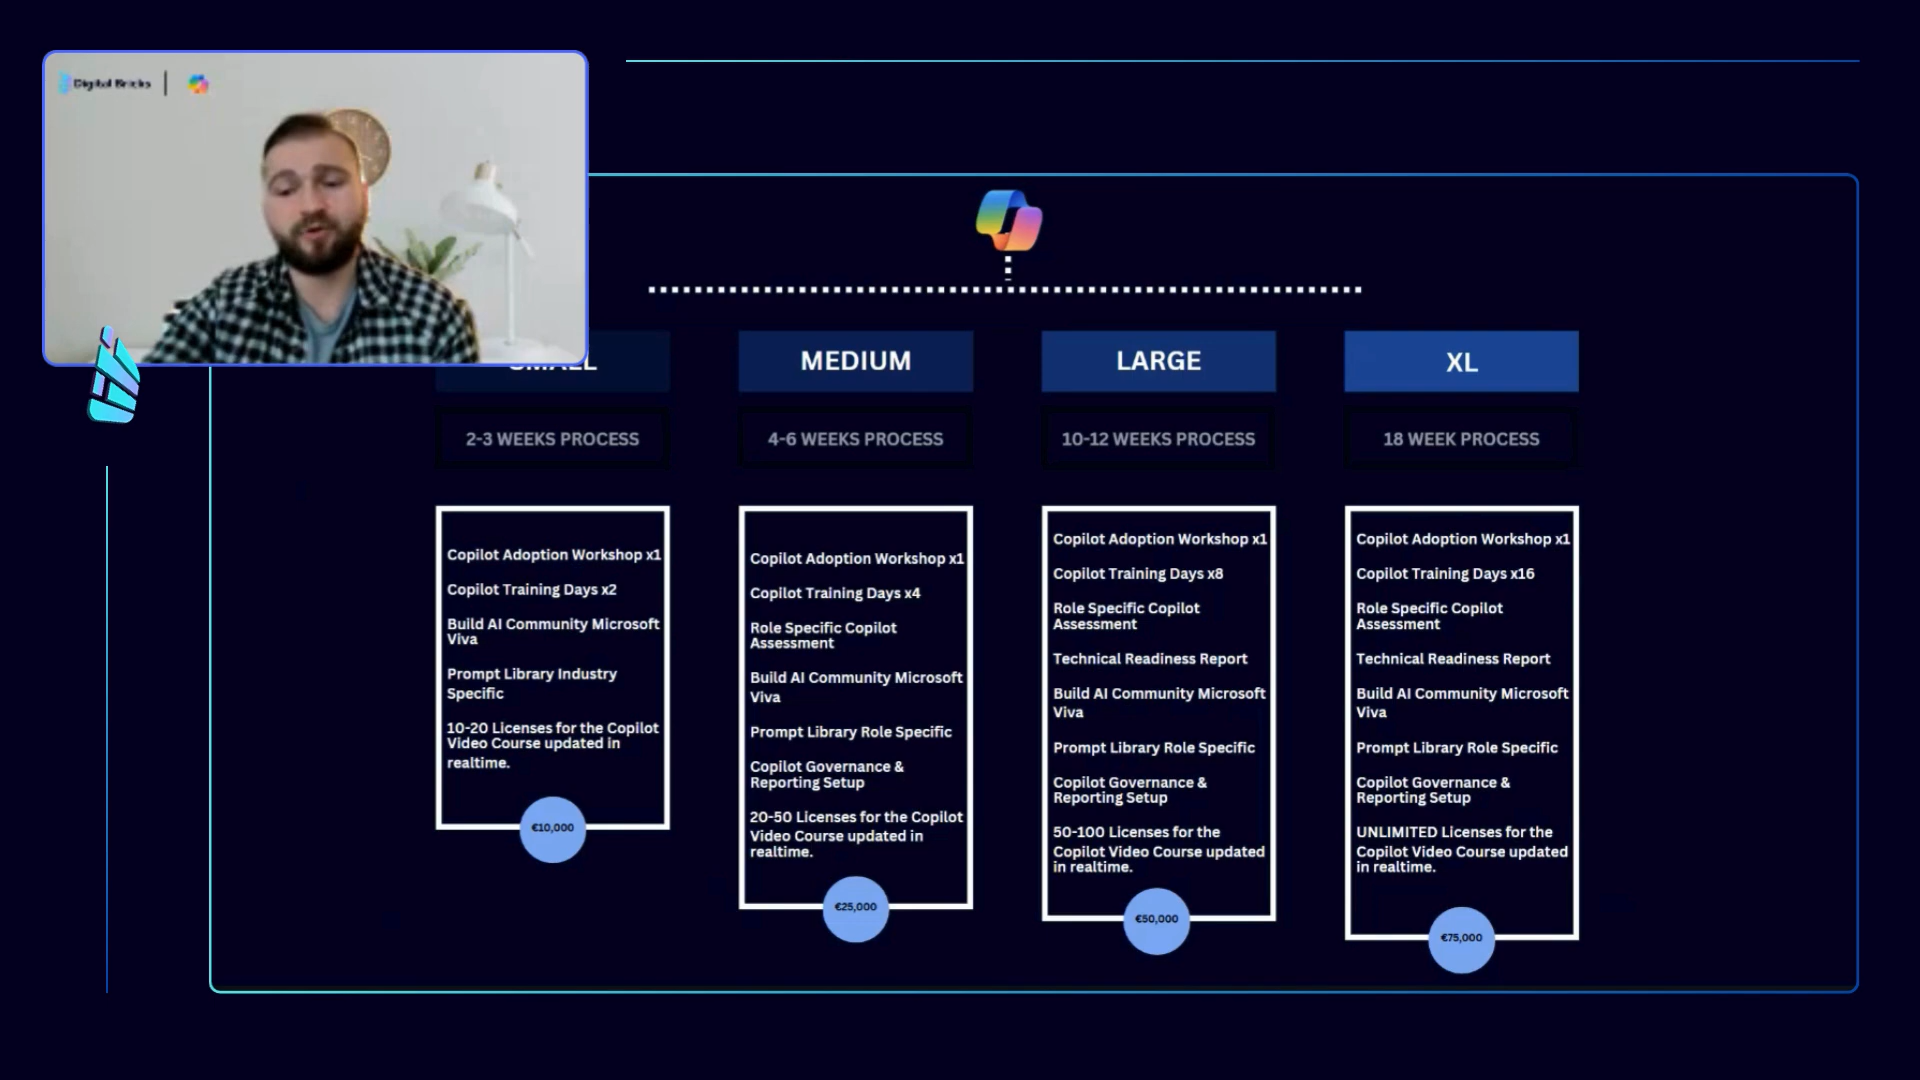 Digital Bricks
SMALL
MEDIUM
LARGE
XL
2-3 WEEKS PROCESS
4-6 WEEKS PROCESS
10-12 WEEKS PROCESS
18 WEEK PROCESS
Copilot Adoption Workshop x1
Copilot Training Days x2
Build AI Community Microsoft
Viva
Prompt Library Industry
Specific
10-20 Licenses for the Copilot
Video Course updated in
realtime.
€10,000
Copilot Adoption Workshop x1
Copilot Training Days x4
Role Specific Copilot
Assessment
Build AI Community Microsoft
Viva
Prompt Library Role Specific
Copilot Governance &
Reporting Setup
20-50 Licenses for the Copilot
Video Course updated in
realtime.
€25,000
Copilot Adoption Workshop x1
Copilot Training Days x8
Role Specific Copilot
Assessment
Technical Readiness Report
Build AI Community Microsoft
Viva
Prompt Library Role Specific
Copilot Governance &
Reporting Setup
50-100 Licenses for the
Copilot Video Course updated
in realtime.
€50,000
Copilot Adoption Workshop x1
Copilot Training Days x16
Role Specific Copilot
Assessment
Technical Readiness Report
Build AI Community Microsoft
Viva
Prompt Library Role Specific
Copilot Governance &
Reporting Setup
UNLIMITED Licenses for the
Copilot Video Course updated
in realtime.
€75,000